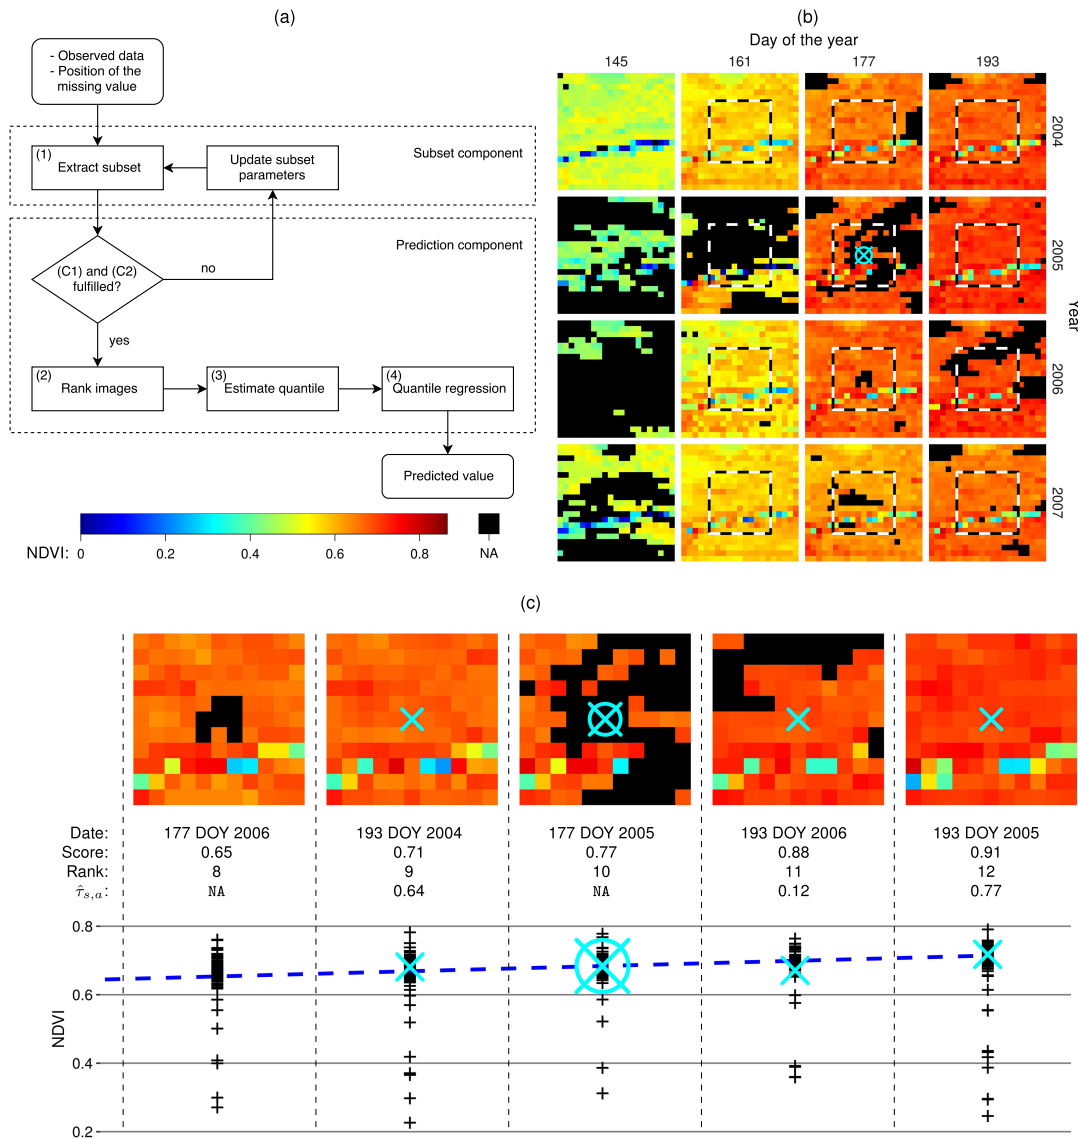 (a)
- Observed data
- Position of the
missing value
(1)
Extract subset
Update subset
parameters
Subset component
Prediction component
(C1) and (C2)
fulfilled?
no
yes
(2)
Rank images
(3)
Estimate quantile
(4)
Quantile regression
Predicted value
NDVI: 0 0.2 0.4 0.6 0.8 NA
(b)
Day of the year
145 161 177 193
2004
2005
2006
2007
Year
(c)
Date: 177 DOY 2006 193 DOY 2004 177 DOY 2005 193 DOY 2006 193 DOY 2005
Score: 0.65 0.71 0.77 0.88 0.91
Rank: 8 9 10 11 12
τ̂s,a: NA 0.64 NA 0.12 0.77
0.8
0.6
0.4
0.2
NDVI